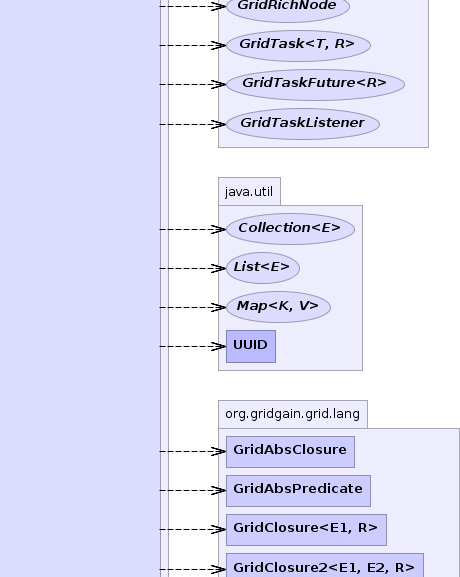 GridRichNode
GridTask<T, R>
GridTaskFuture<R>
GridTaskListener
java.util
Collection<E>
List<E>
Map<K, V>
UUID
org.gridgain.grid.lang
GridAbsClosure
GridAbsPredicate
GridClosure<E1, R>
GridClosure2<E1, E2, R>